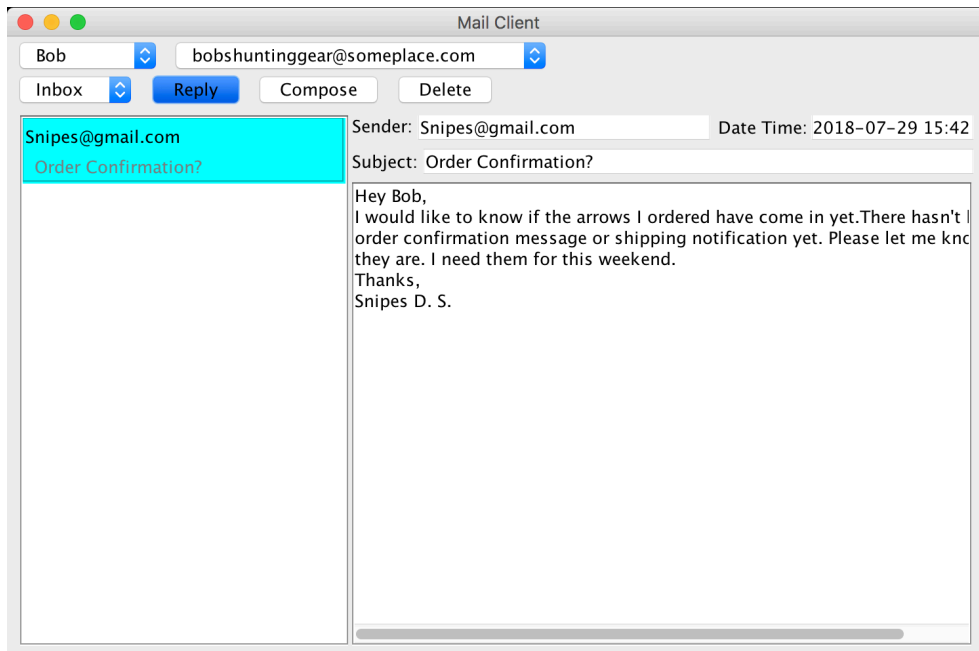 Mail Client
Bob bobshuntinggear@someplace.com
Inbox Reply Compose Delete
Snipes@gmail.com
Order Confirmation?
Sender: Snipes@gmail.com Date Time: 2018-07-29 15:42
Subject: Order Confirmation?
Hey Bob,
I would like to know if the arrows I ordered have come in yet.There hasn't
order confirmation message or shipping notification yet. Please let me
they are. I need them for this weekend.
Thanks,
Snipes D. S.